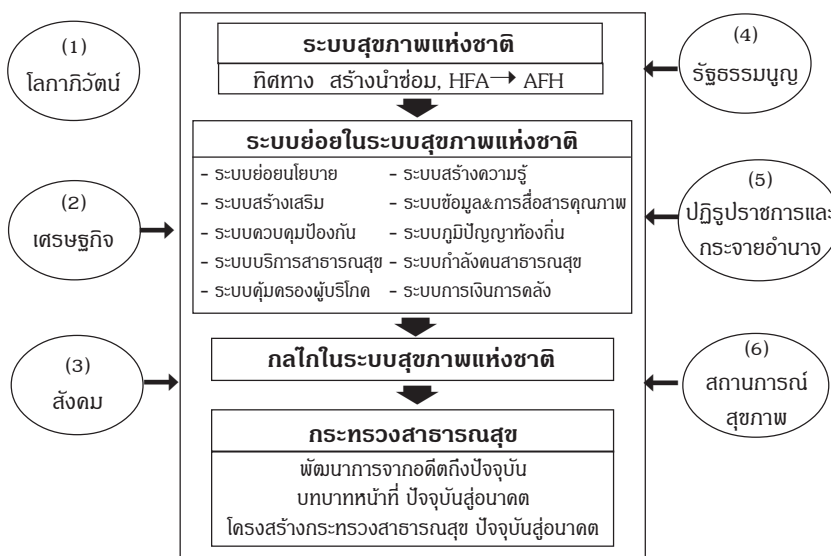 (1)
โลกาภิวัตน์
(2)
เศรษฐกิจ
(3)
สังคม
ระบบสุขภาพแห่งชาติ
ทิศทาง สร้างนำซ่อม, HFA → AFH
ระบบย่อยในระบบสุขภาพแห่งชาติ
- ระบบย่อยนโยบาย - ระบบสร้างความรู้
- ระบบสร้างเสริม - ระบบข้อมูล&การสื่อสารคุณภาพ
- ระบบควบคุมป้องกัน - ระบบภูมิปัญญาท้องถิ่น
- ระบบบริการสาธารณสุข - ระบบกำลังคนสาธารณสุข
- ระบบคุ้มครองผู้บริโภค - ระบบการเงินการคลัง
กลไกในระบบสุขภาพแห่งชาติ
กระทรวงสาธารณสุข
พัฒนาการจากอดีตถึงปัจจุบัน
บทบาทหน้าที่ ปัจจุบันสู่อนาคต
โครงสร้างกระทรวงสาธารณสุข ปัจจุบันสู่อนาคต
(4)
รัฐธรรมนูญ
(5)
ปฏิรูปราชการและ
กระจายอำนาจ
(6)
สถานการณ์
สุขภาพ